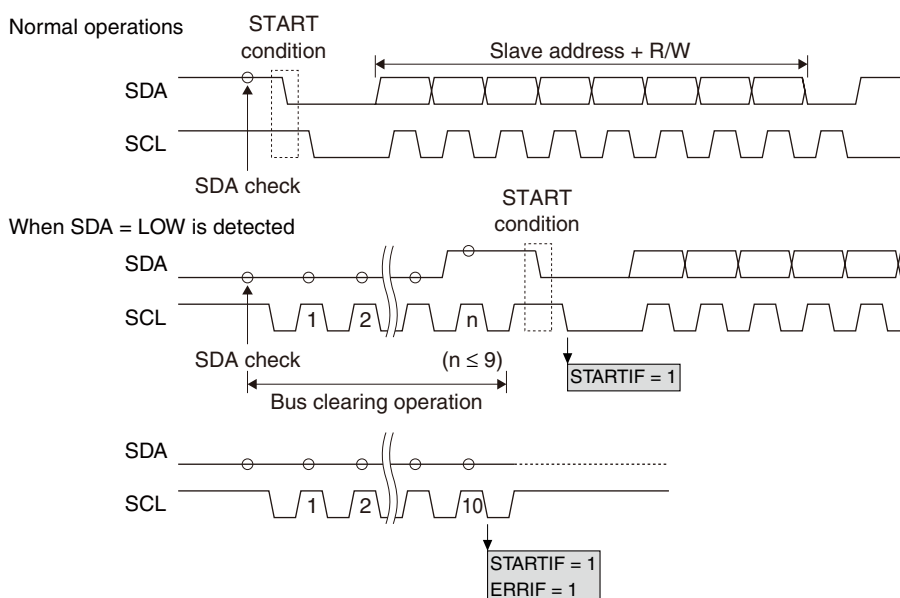 Normal operations
START
condition
Slave address + R/W
SDA
SCL
SDA check
START
condition
When SDA = LOW is detected
SDA
SCL
1 2 n
SDA check
(n ≤ 9)
STARTIF = 1
Bus clearing operation
SDA
SCL
1 2 10
STARTIF = 1
ERRIF = 1